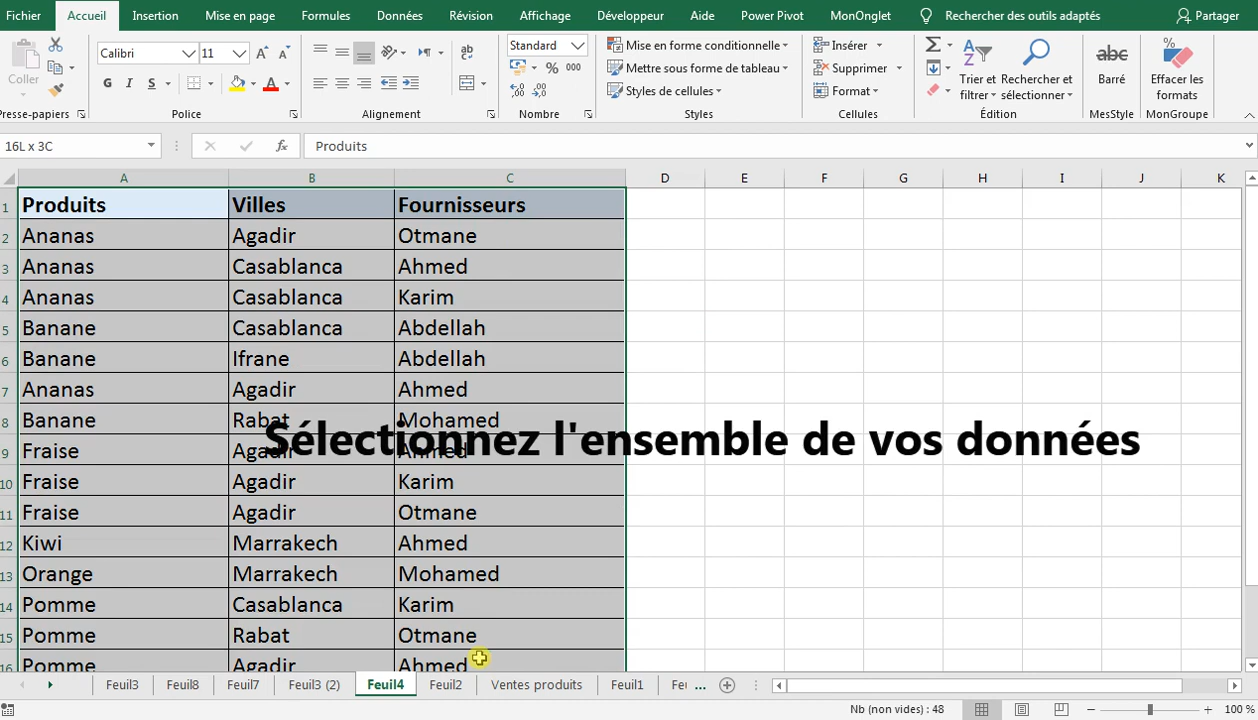 Fichier Accueil Insertion Mise en page Formules Données Révision Affichage Développeur Aide Power Pivot MonOnglet Rechercher des outils adaptés Partager
Coller
Calibri 11
G I S A
ab
Standard
% 000
Mise en forme conditionnelle
Mettre sous forme de tableau
Styles de cellules
Insérer
Supprimer
Format
Trier et filtrer
Rechercher et sélectionner
abc
Barré
Effacer les formats
Presse-papiers Police Alignement Nombre Styles Cellules Édition MesStyle MonGroupe
16L x 3C fx Produits
A B C D E F G H I J K
1 Produits Villes Fournisseurs
2 Ananas Agadir Otmane
3 Ananas Casablanca Ahmed
4 Ananas Casablanca Karim
5 Banane Casablanca Abdellah
6 Banane Ifrane Abdellah
7 Ananas Agadir Ahmed
8 Banane Rabat Mohamed
Sélectionnez l'ensemble de vos données
9 Fraise Agadir Ahmed
10 Fraise Agadir Karim
11 Fraise Agadir Otmane
12 Kiwi Marrakech Ahmed
13 Orange Marrakech Mohamed
14 Pomme Casablanca Karim
15 Pomme Rabat Otmane
16 Pomme Agadir Ahmed
Feuil3 Feuil8 Feuil7 Feuil3 (2) Feuil4 Feuil2 Ventes produits Feuil1 Feu ...
Nb (non vides) : 48 100 %